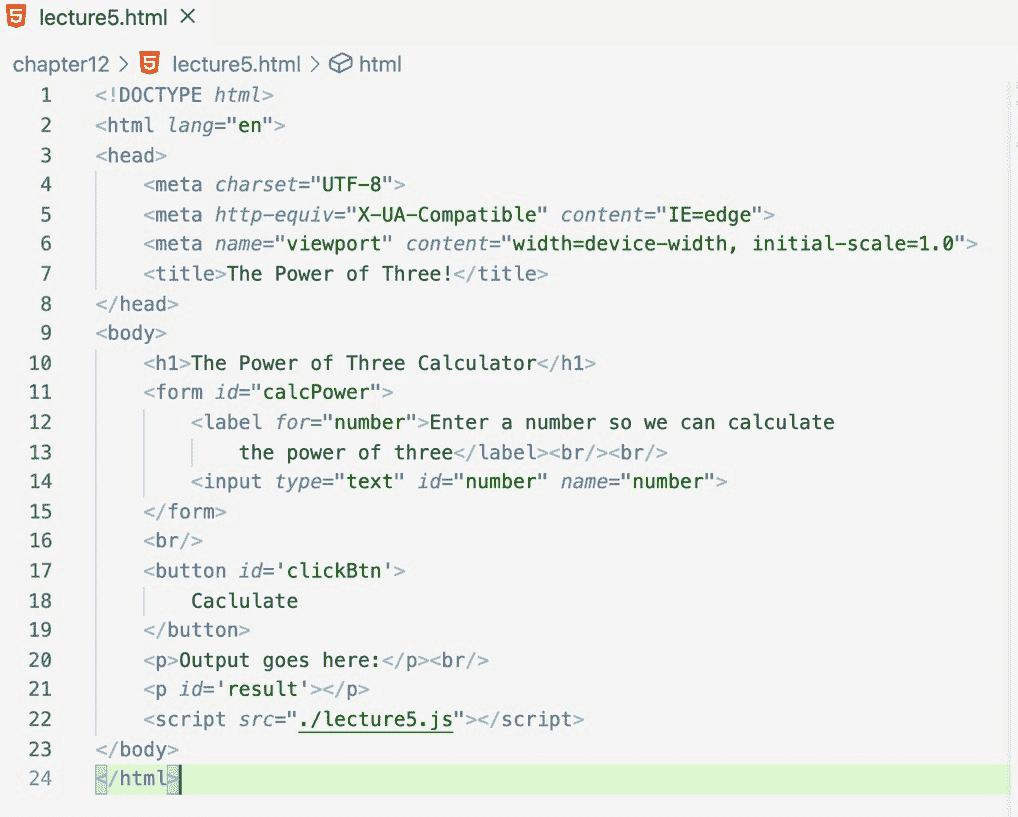 lecture5.html ×
chapter12 > lecture5.html > html
1 <!DOCTYPE html>
2 <html lang="en">
3 <head>
4     <meta charset="UTF-8">
5     <meta http-equiv="X-UA-Compatible" content="IE=edge">
6     <meta name="viewport" content="width=device-width, initial-scale=1.0">
7     <title>The Power of Three!</title>
8 </head>
9 <body>
10     <h1>The Power of Three Calculator</h1>
11     <form id="calcPower">
12         <label for="number">Enter a number so we can calculate
13             the power of three</label><br/><br/>
14         <input type="text" id="number" name="number">
15     </form>
16     <br/>
17     <button id='clickBtn'>
18         Caclulate
19     </button>
20     <p>Output goes here:</p><br/>
21     <p id='result'></p>
22     <script src="./lecture5.js"></script>
23 </body>
24 </html>